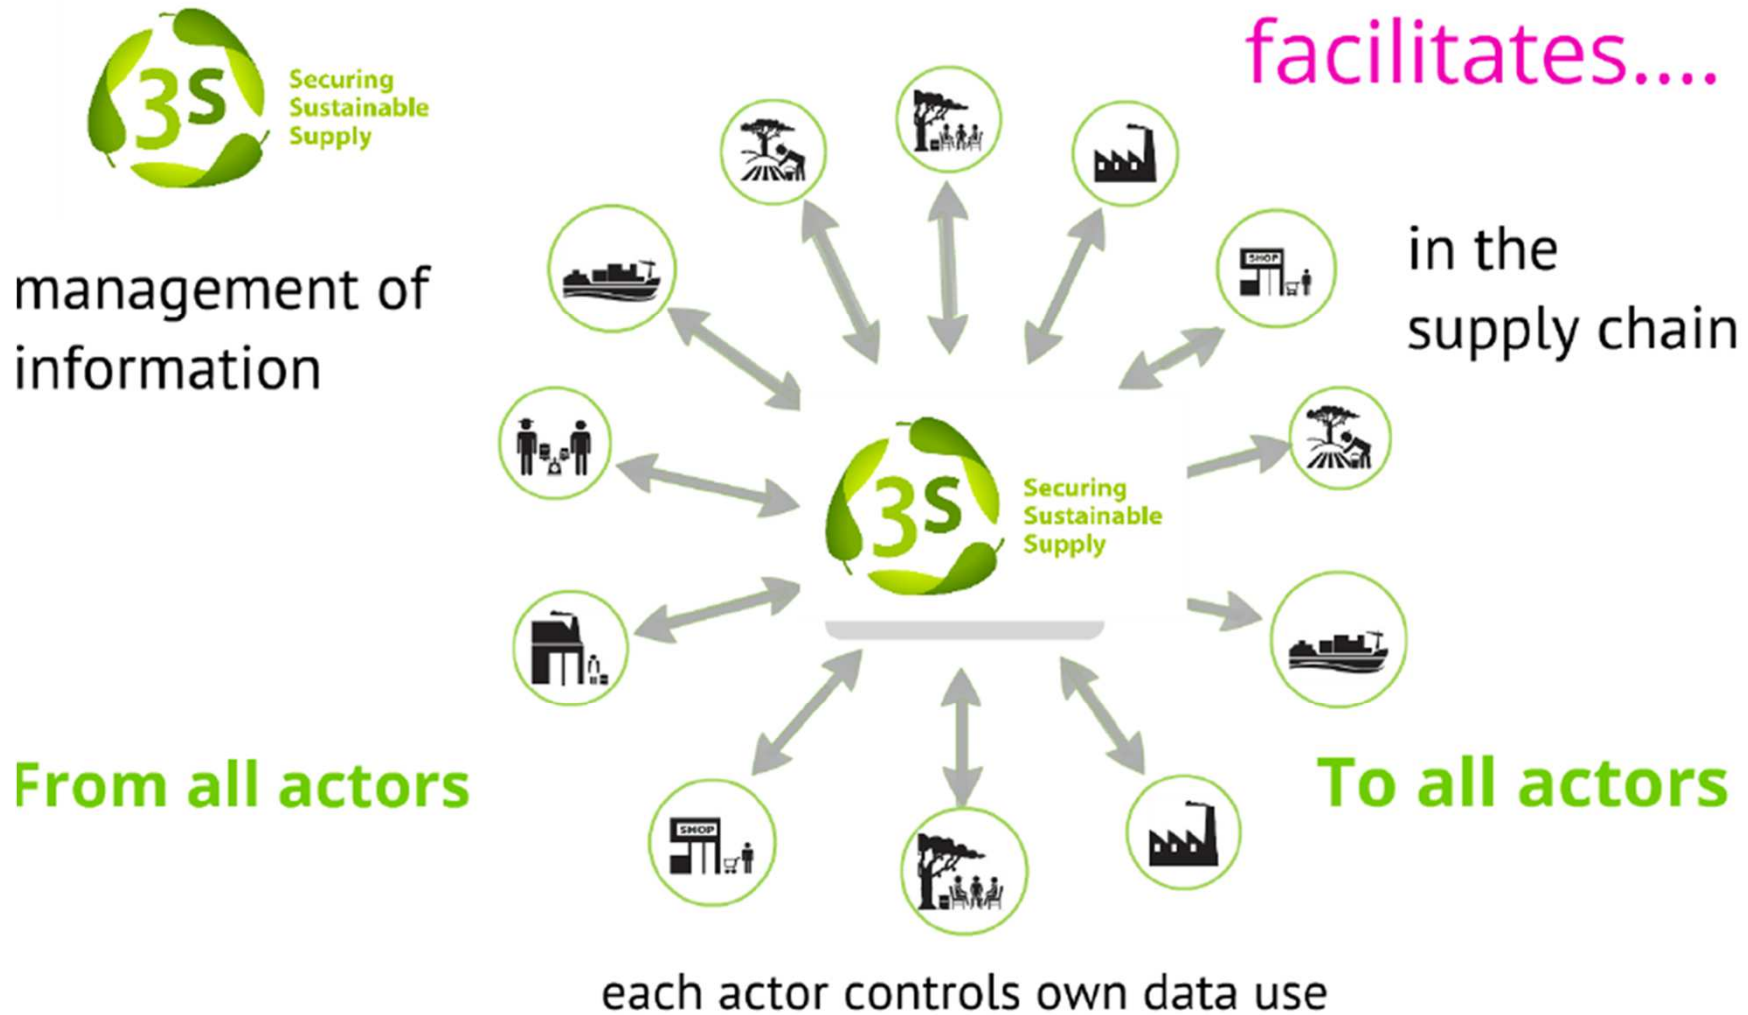 3S
Securing
Sustainable
Supply
facilitates....
management of
information
in the
supply chain
SHOP
3S
Securing
Sustainable
Supply
From all actors
To all actors
SHOP
each actor controls own data use